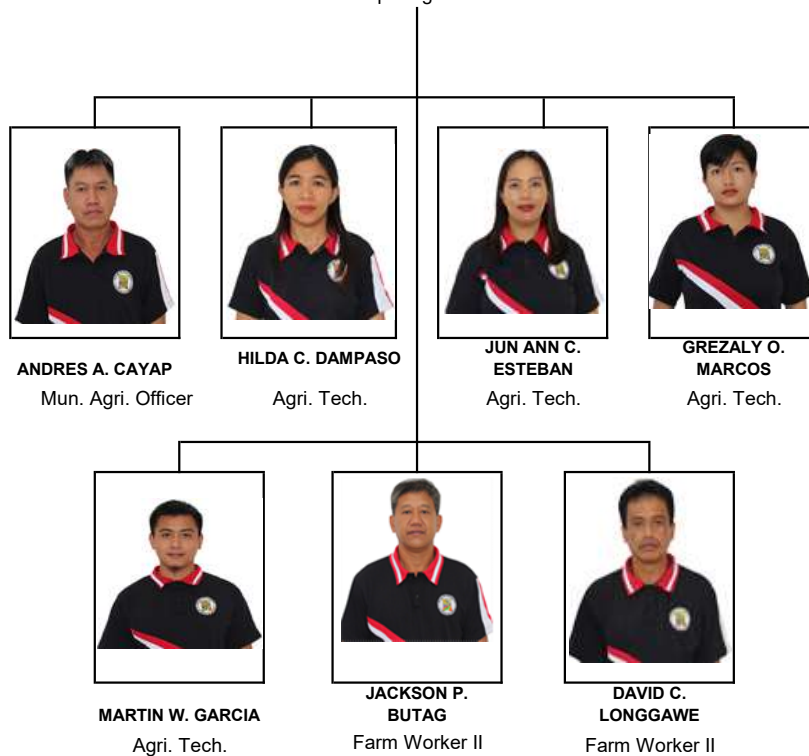 ANDRES A. CAYAP
Mun. Agri. Officer
HILDA C. DAMPASO
Agri. Tech.
JUN ANN C.
ESTEBAN
Agri. Tech.
GREZALY O.
MARCOS
Agri. Tech.
MARTIN W. GARCIA
Agri. Tech.
JACKSON P.
BUTAG
Farm Worker II
DAVID C.
LONGGAWE
Farm Worker II